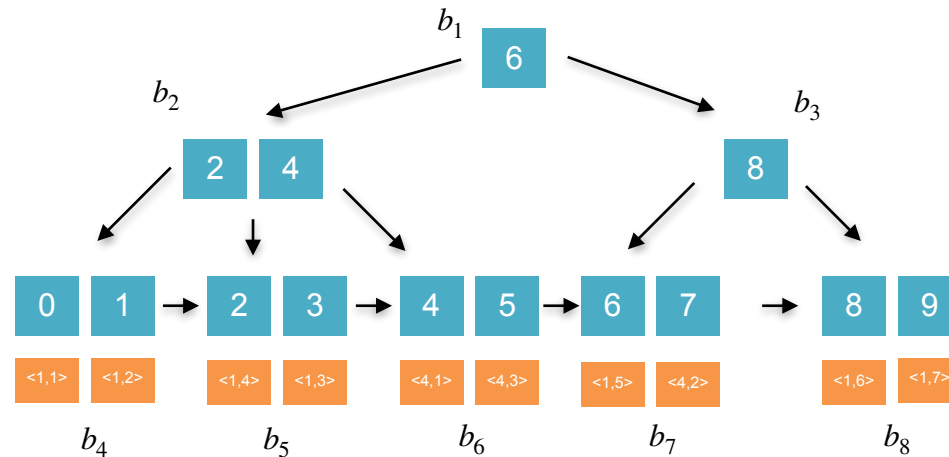 b₁
6
b₂ b₃
2 4 8
0 1 2 3 4 5 6 7 8 9
<1,1> <1,2> <1,4> <1,3> <4,1> <4,3> <1,5> <4,2> <1,6> <1,7>
b₄ b₅ b₆ b₇ b₈